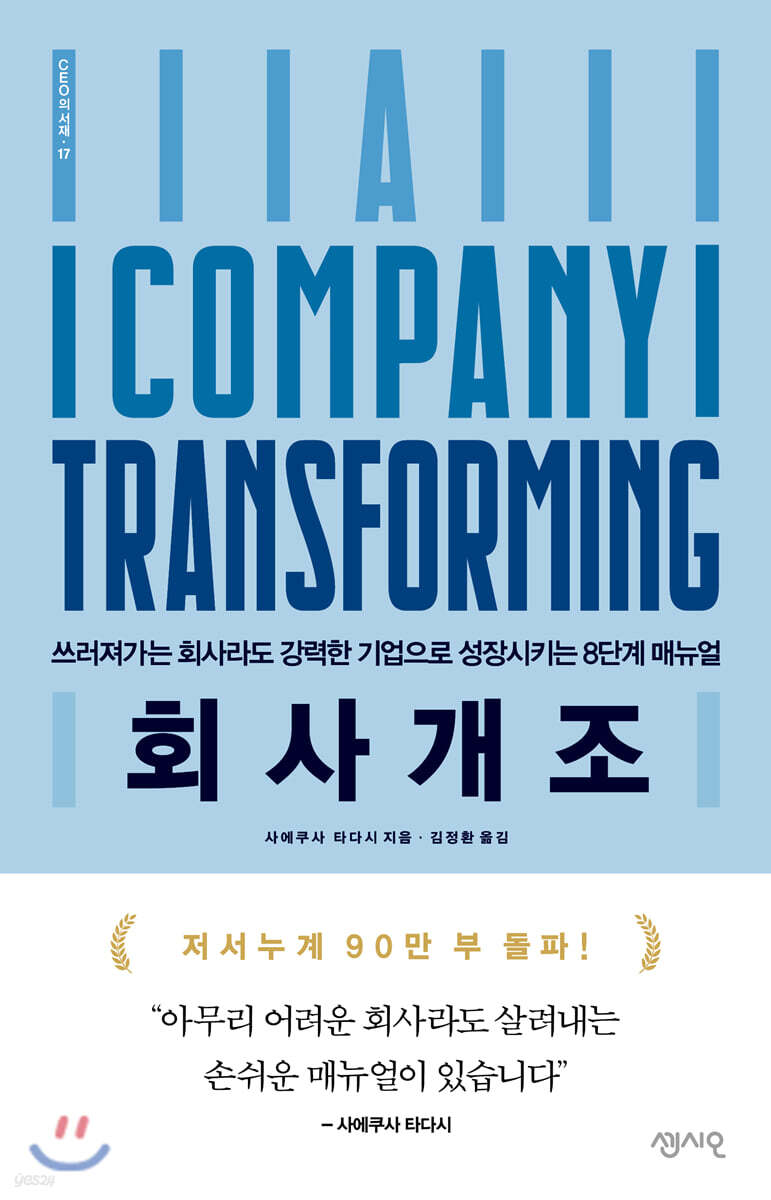 CEO의 서재 · 17
A
COMPANY
TRANSFORMING
쓰러져가는 회사라도 강력한 기업으로 성장시키는 8단계 매뉴얼
회사개조
사에쿠사 타다시 지음 · 김정환 옮김
저서누계 90만 부 돌파!
“아무리 어려운 회사라도 살려내는
손쉬운 매뉴얼이 있습니다”
– 사에쿠사 타다시
yes24
센시오